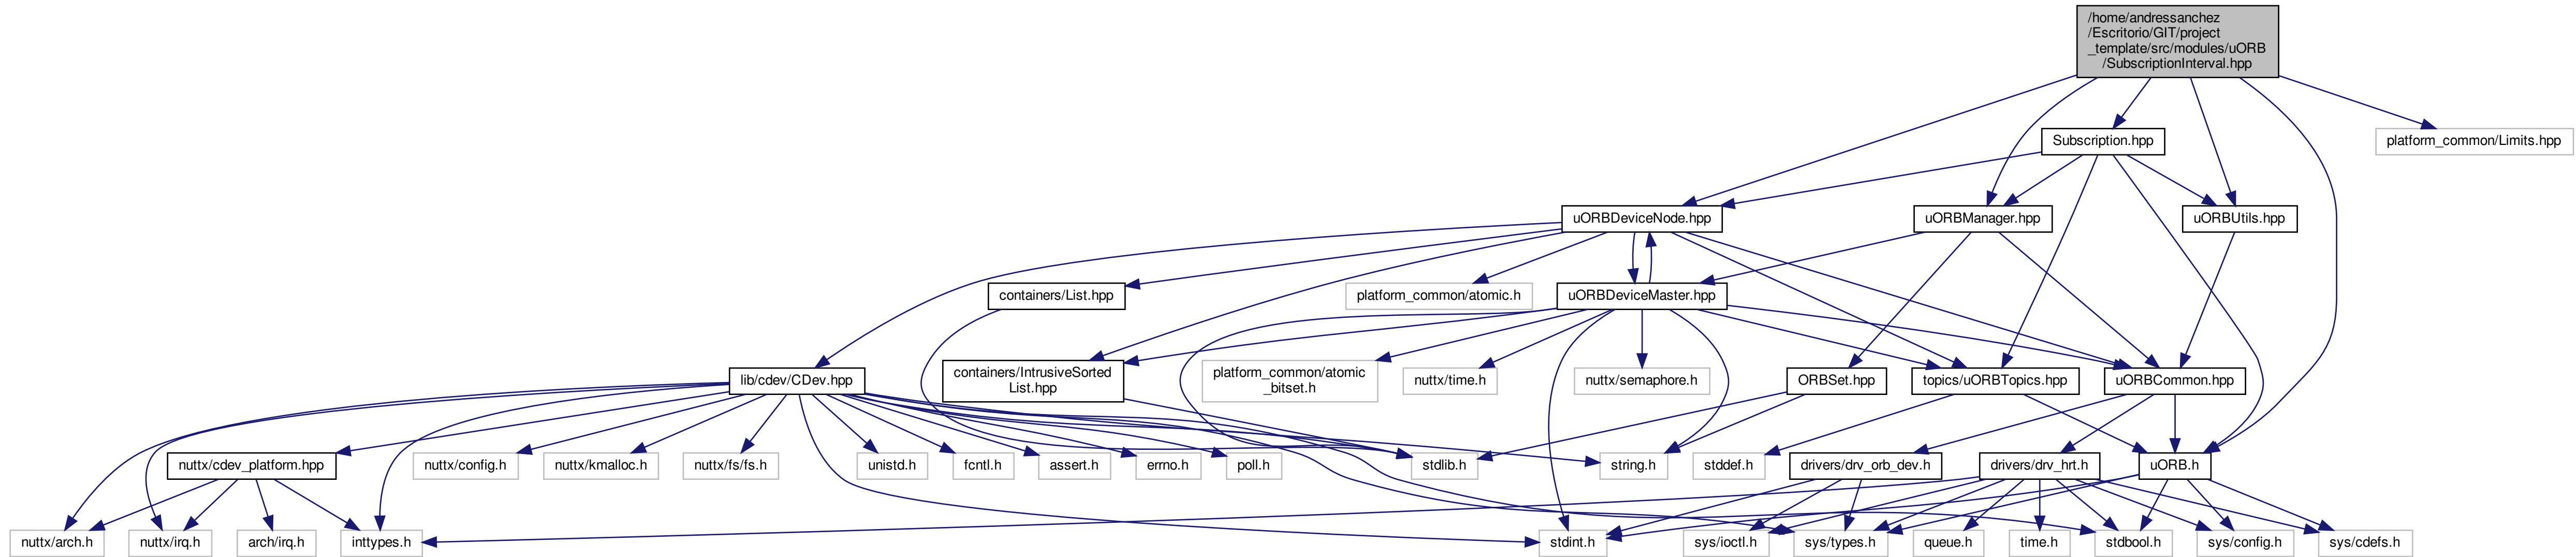 /home/andressanchez
/Escritorio/GIT/project
_template/src/modules/uORB
/SubscriptionInterval.hpp
Subscription.hpp
platform_common/Limits.hpp
uORBDeviceNode.hpp
uORBManager.hpp
uORBUtils.hpp
containers/List.hpp
platform_common/atomic.h
uORBDeviceMaster.hpp
lib/cdev/CDev.hpp
containers/IntrusiveSorted
List.hpp
platform_common/atomic
_bitset.h
nuttx/time.h
nuttx/semaphore.h
ORBSet.hpp
topics/uORBTopics.hpp
uORBCommon.hpp
nuttx/cdev_platform.hpp
nuttx/config.h
nuttx/kmalloc.h
nuttx/fs/fs.h
unistd.h
fcntl.h
assert.h
errno.h
poll.h
stdlib.h
string.h
stddef.h
drivers/drv_orb_dev.h
drivers/drv_hrt.h
uORB.h
nuttx/arch.h
nuttx/irq.h
arch/irq.h
inttypes.h
stdint.h
sys/ioctl.h
sys/types.h
queue.h
time.h
stdbool.h
sys/config.h
sys/cdefs.h